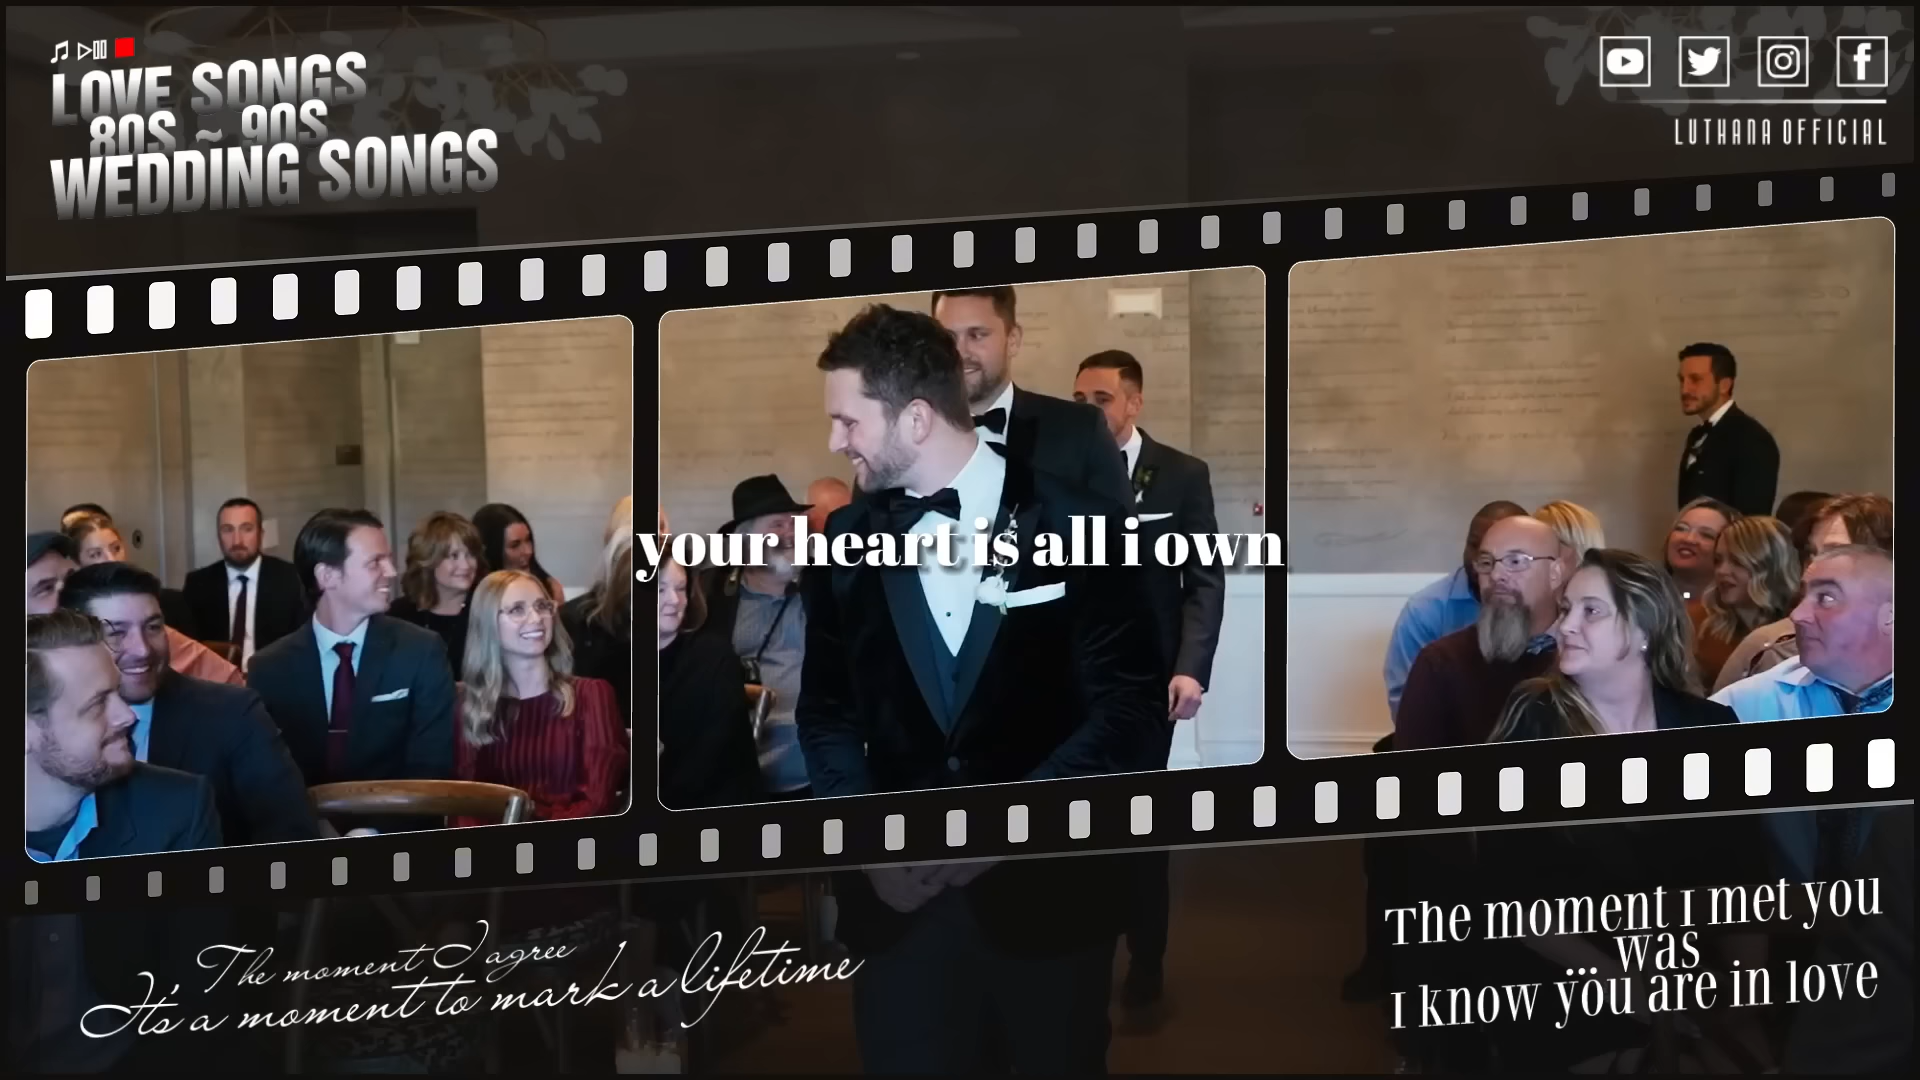 LOVE SONGS
80S ~ 90S
WEDDING SONGS
LUTHANA OFFICIAL
your heart is all i own
The moment I agree
It's a moment to mark a lifetime
The moment I met you
was
I know yöü are in love